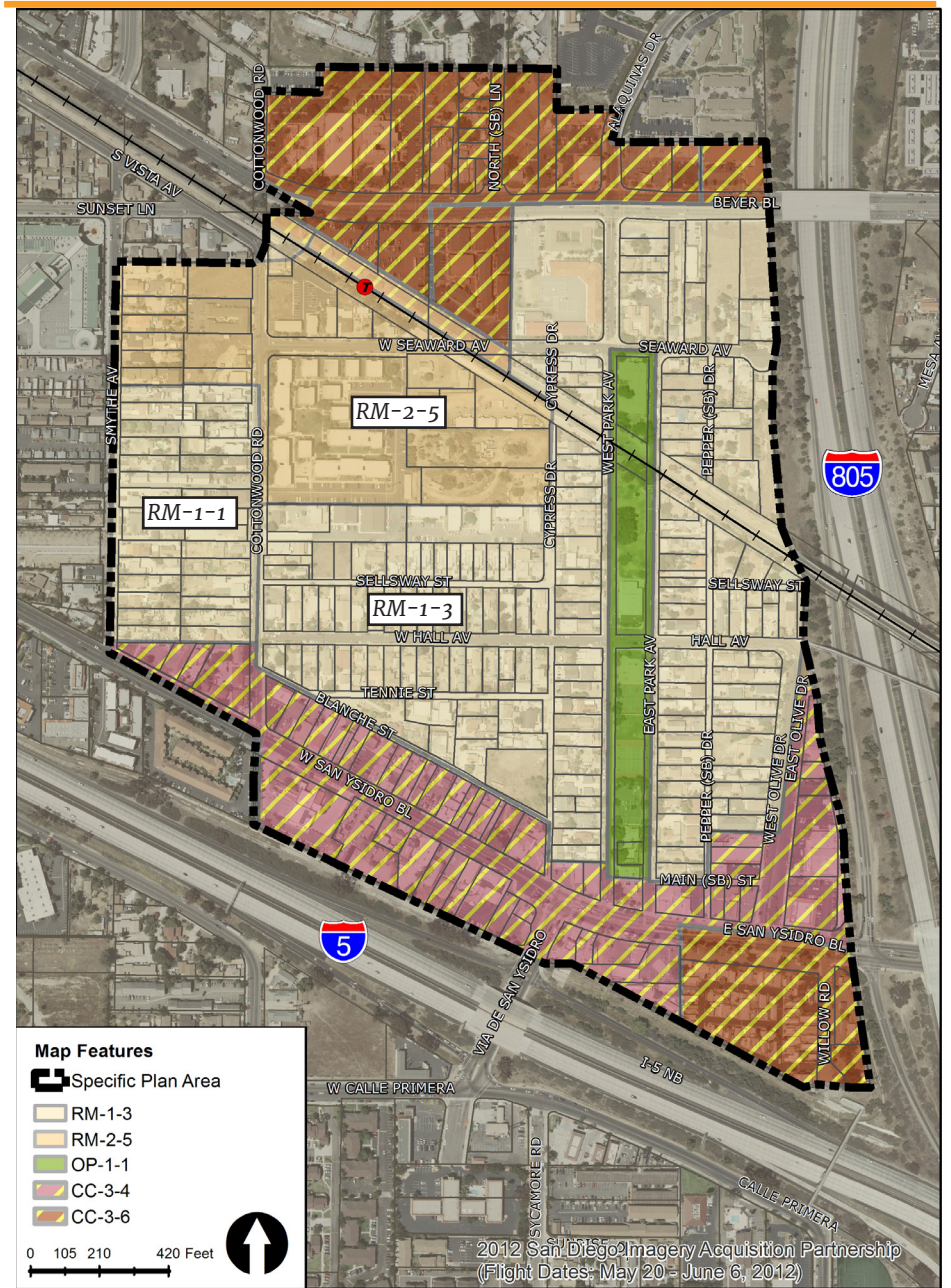 ALAQUINAS DR
COTTONWOOD RD
NORTH (SB) LN
S VISTA AV
SUNSET LN
BEYER BL
T
W SEAWARD AV
SEAWARD AV
CYPRESS DR
WEST PARK AV
PEPPER (SB) DR
MESA AV
SMYTHE AV
RM-2-5
805
RM-1-1
COTTONWOOD RD
CYPRESS DR
SELLSWAY ST
SELLSWAY ST
RM-1-3
W HALL AV
HALL AV
EAST PARK AV
TENNIE ST
BLANCHE ST
EAST OLIVE DR
WEST OLIVE DR
PEPPER (SB) DR
W SAN YSIDRO BL
MAIN (SB) ST
E SAN YSIDRO BL
5
VIA DE SAN YSIDRO
WILLOW RD
I-5 NB
W CALLE PRIMERA
SYCAMORE RD
CALLE PRIMERA
Map Features
Specific Plan Area
RM-1-3
RM-2-5
OP-1-1
CC-3-4
CC-3-6
0 105 210 420 Feet
2012 San Diego Imagery Acquisition Partnership
(Flight Dates: May 20 - June 6, 2012)